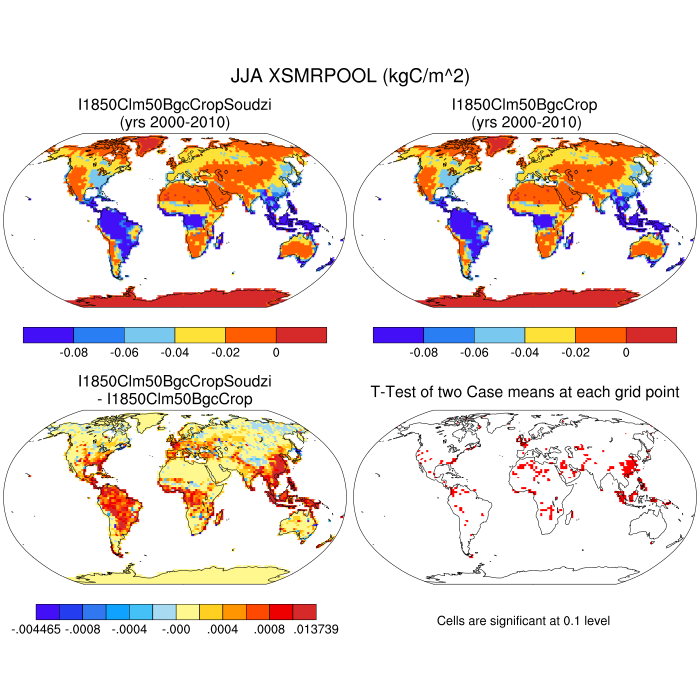 JJA XSMRPOOL (kgC/m^2)
I1850Clm50BgcCropSoudzi
(yrs 2000-2010)
I1850Clm50BgcCrop
(yrs 2000-2010)
-0.08 -0.06 -0.04 -0.02 0
-0.08 -0.06 -0.04 -0.02 0
I1850Clm50BgcCropSoudzi
- I1850Clm50BgcCrop
T-Test of two Case means at each grid point
-.004465 -.0008 -.0004 -.000 .0004 .0008 .013739
Cells are significant at 0.1 level